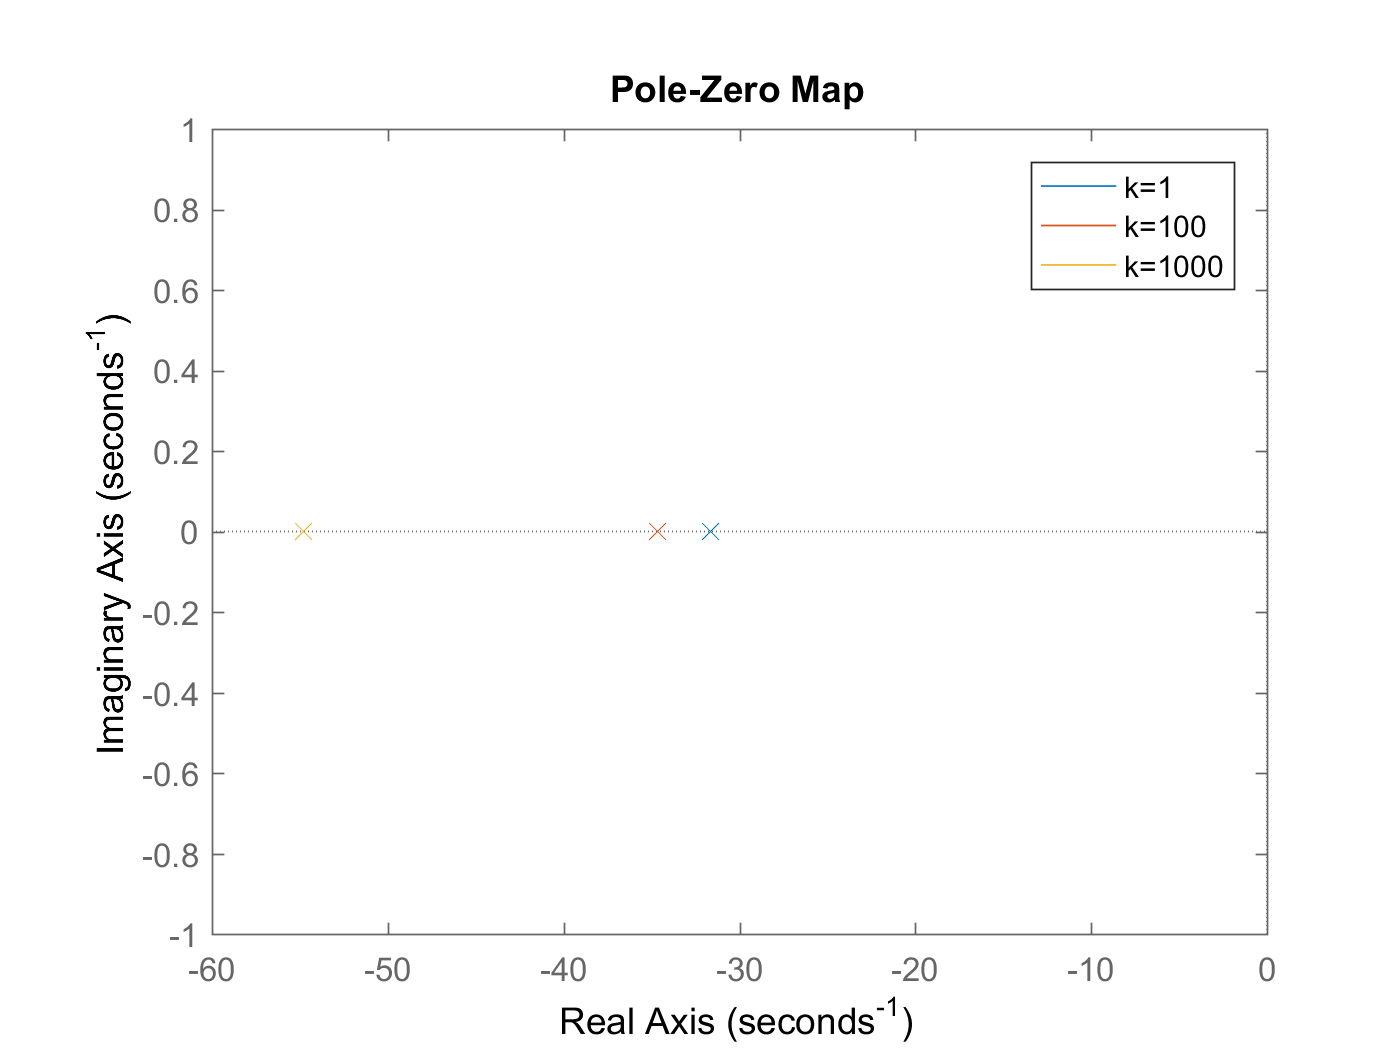 Pole-Zero Map
k=1
k=100
k=1000
1
0.8
0.6
0.4
0.2
0
-0.2
-0.4
-0.6
-0.8
-1
Imaginary Axis (seconds⁻¹)
-60 -50 -40 -30 -20 -10 0
Real Axis (seconds⁻¹)